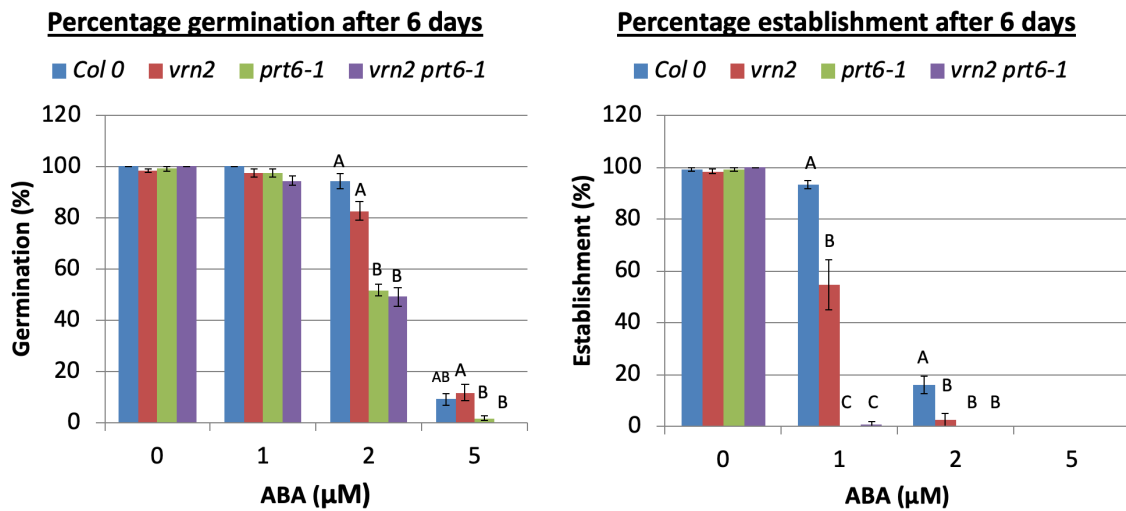 Percentage germination after 6 days
Col 0 vrn2 prt6-1 vrn2 prt6-1
Germination (%)
120
100
80
60
40
20
0
A
A
B
B
AB
A
B
B
0 1 2 5
ABA (µM)
Percentage establishment after 6 days
Col 0 vrn2 prt6-1 vrn2 prt6-1
Establishment (%)
120
100
80
60
40
20
0
A
B
C C
A
B
B B
0 1 2 5
ABA (µM)